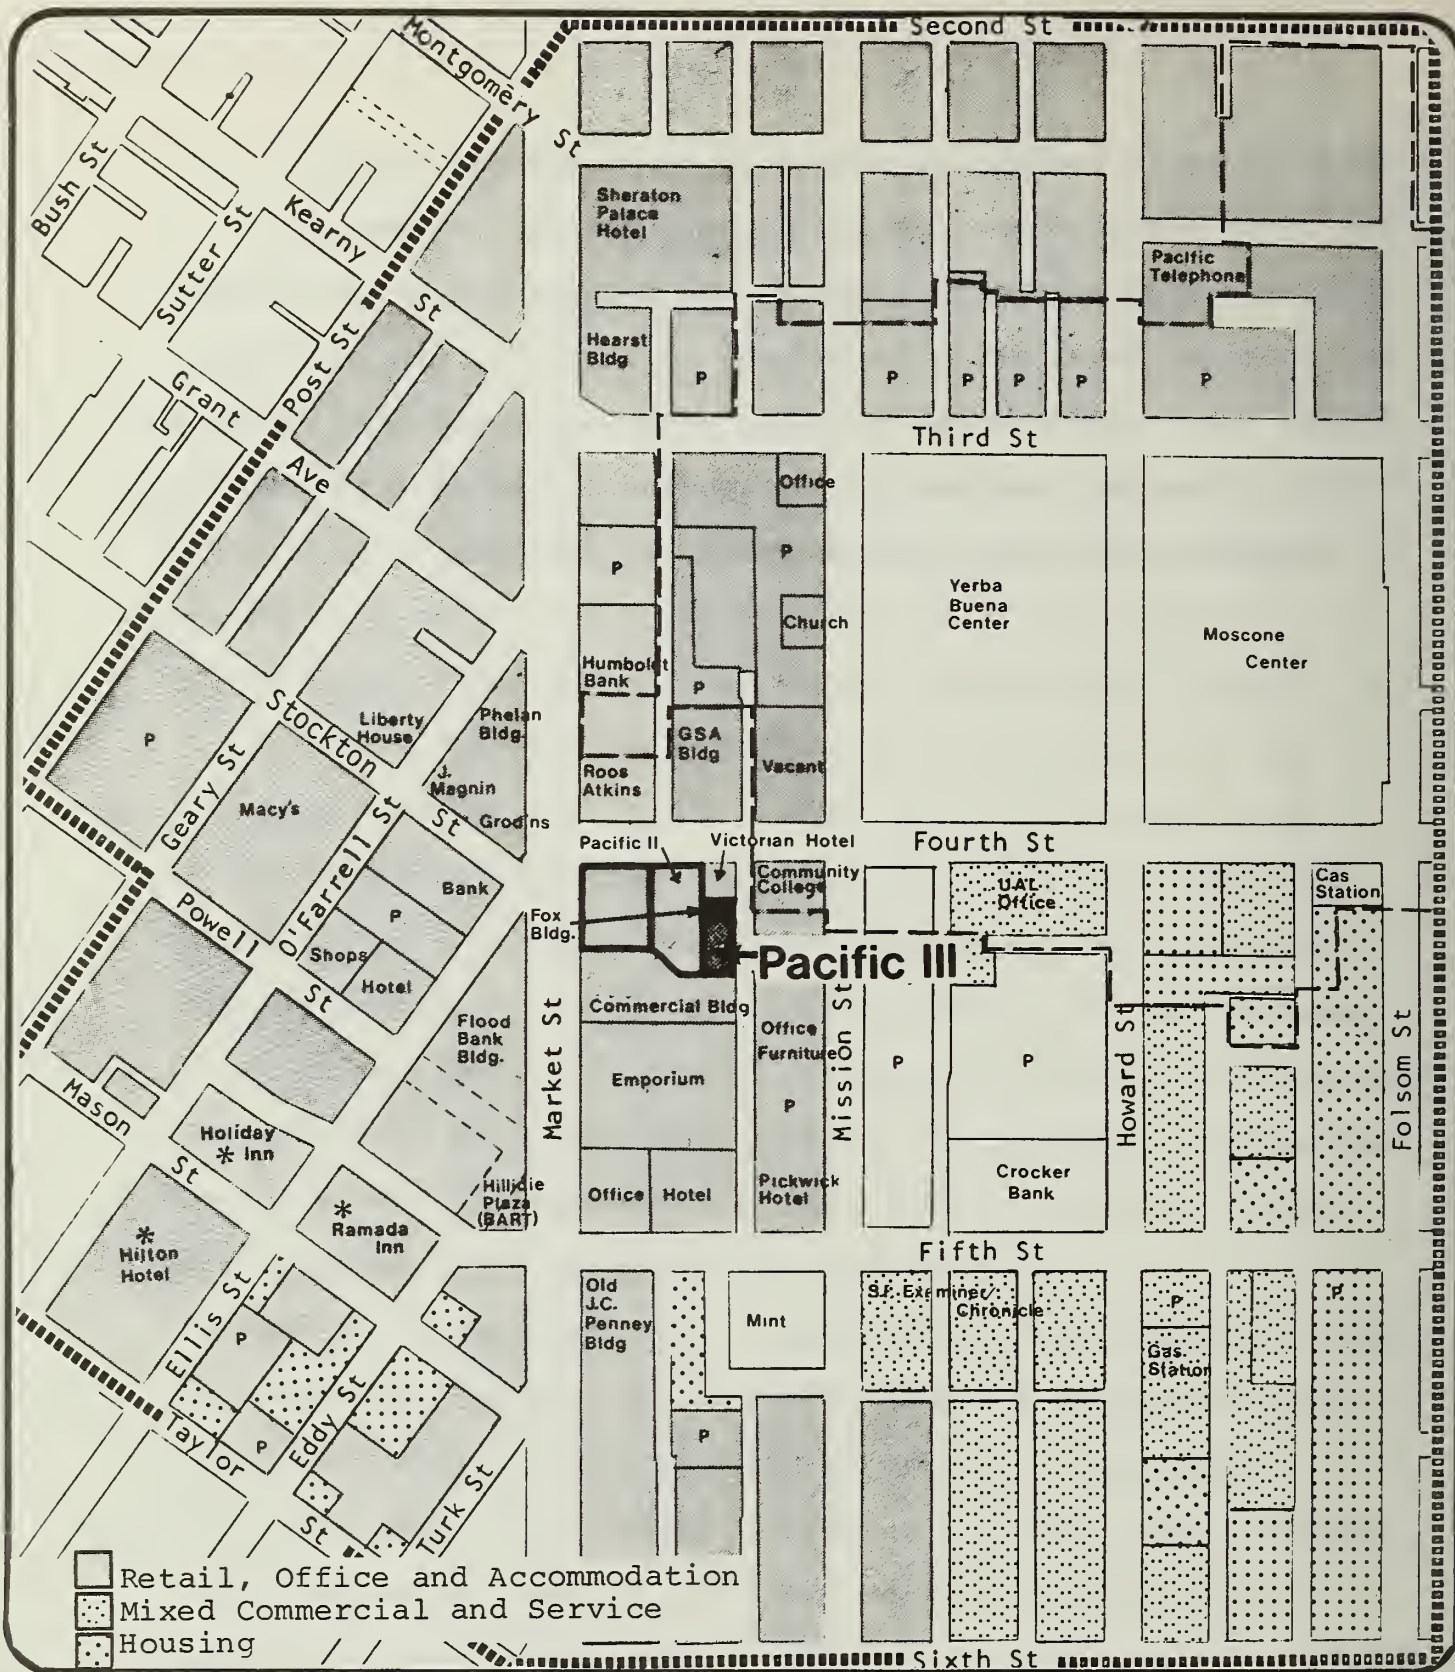 Second St
Montgomery
St
Bush St
Sutter St
Kearny
St
Post St
Grant
Ave
Sheraton
Palace
Hotel
Hearst
Bldg
P
P
P
P
P
Pacific
Telephone
P
Third St
Office
P
P
Church
Humboldt
Bank
P
GSA
Bldg
Roos
Atkins
Vacant
Yerba
Buena
Center
Moscone
Center
P
Stockton
St
Geary St
Liberty
House
Phelan
Bldg.
J.
Magnin
Grodins
Macy's
O'Farrell St
Fourth St
Pacific II
Victorian Hotel
Community
College
UAL
Office
Gas
Station
Bank
P
Shops
Hotel
Powell
St
Fox
Bldg.
Pacific III
Commercial Bldg
Flood
Bank
Bldg.
Market St
Emporium
Office
Furniture
P
Mission St
P
P
Howard St
Folsom St
Mason
St
Holiday
* Inn
Office
Hotel
Pickwick
Hotel
Crocker
Bank
Hillidie
Plaza
(BART)
*
Ramada
Inn
*
Hilton
Hotel
Fifth St
Old
J.C.
Penney
Bldg
Mint
S.F. Examiner/
Chronicle
P
P
Gas
Station
Ellis St
P
P
P
Eddy St
Taylor
St
Turk St
Retail, Office and Accommodation
Mixed Commercial and Service
Housing
Sixth St